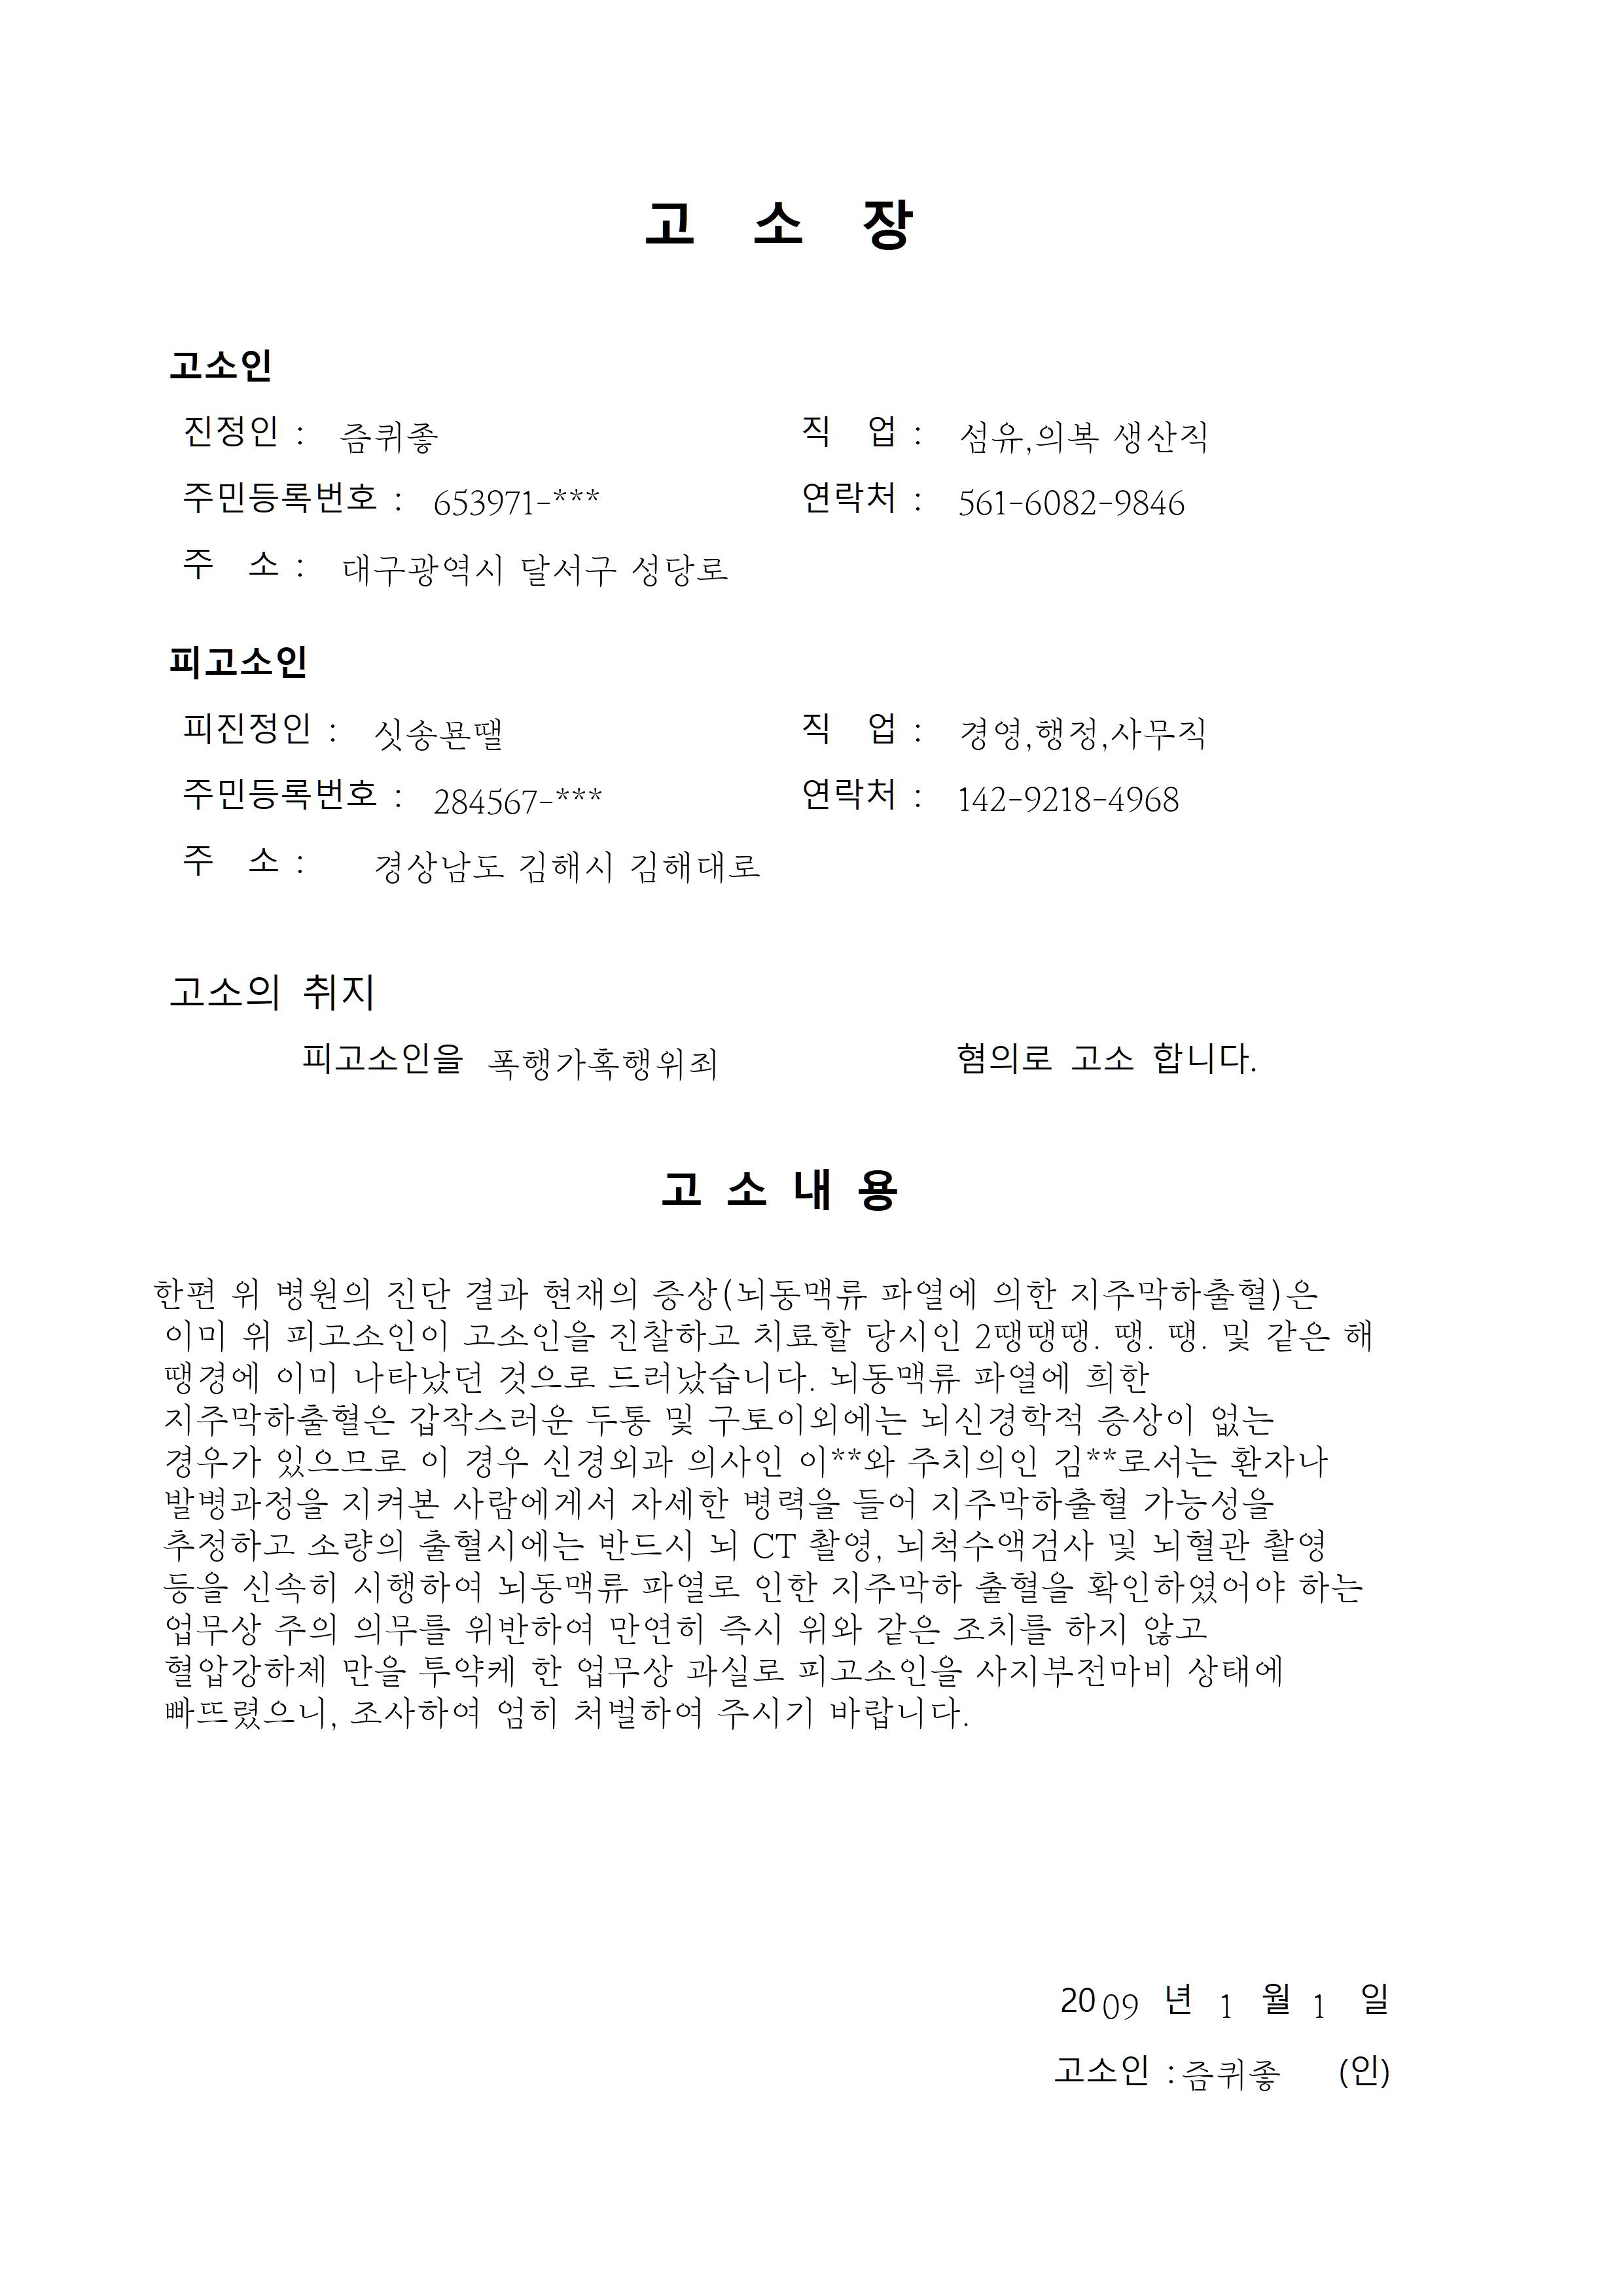 고 소 장
고소인
진정인 : 즘퀴좋 직 업 : 섬유,의복 생산직
주민등록번호 : 653971-*** 연락처 : 561-6082-9846
주 소 : 대구광역시 달서구 성당로
피고소인
피진정인 : 싯송묜땔 직 업 : 경영,행정,사무직
주민등록번호 : 284567-*** 연락처 : 142-9218-4968
주 소 : 경상남도 김해시 김해대로
고소의 취지
피고소인을 폭행가혹행위죄 혐의로 고소 합니다.
고 소 내 용
한편 위 병원의 진단 결과 현재의 증상(뇌동맥류 파열에 의한 지주막하출혈)은
이미 위 피고소인이 고소인을 진찰하고 치료할 당시인 2땡땡땡. 땡. 땡. 및 같은 해
땡경에 이미 나타났던 것으로 드러났습니다. 뇌동맥류 파열에 희한
지주막하출혈은 갑작스러운 두통 및 구토이외에는 뇌신경학적 증상이 없는
경우가 있으므로 이 경우 신경외과 의사인 이**와 주치의인 김**로서는 환자나
발병과정을 지켜본 사람에게서 자세한 병력을 들어 지주막하출혈 가능성을
추정하고 소량의 출혈시에는 반드시 뇌 CT 촬영, 뇌척수액검사 및 뇌혈관 촬영
등을 신속히 시행하여 뇌동맥류 파열로 인한 지주막하 출혈을 확인하였어야 하는
업무상 주의 의무를 위반하여 만연히 즉시 위와 같은 조치를 하지 않고
혈압강하제 만을 투약케 한 업무상 과실로 피고소인을 사지부전마비 상태에
빠뜨렸으니, 조사하여 엄히 처벌하여 주시기 바랍니다.
2009 년 1 월 1 일
고소인 : 즘퀴좋 (인)